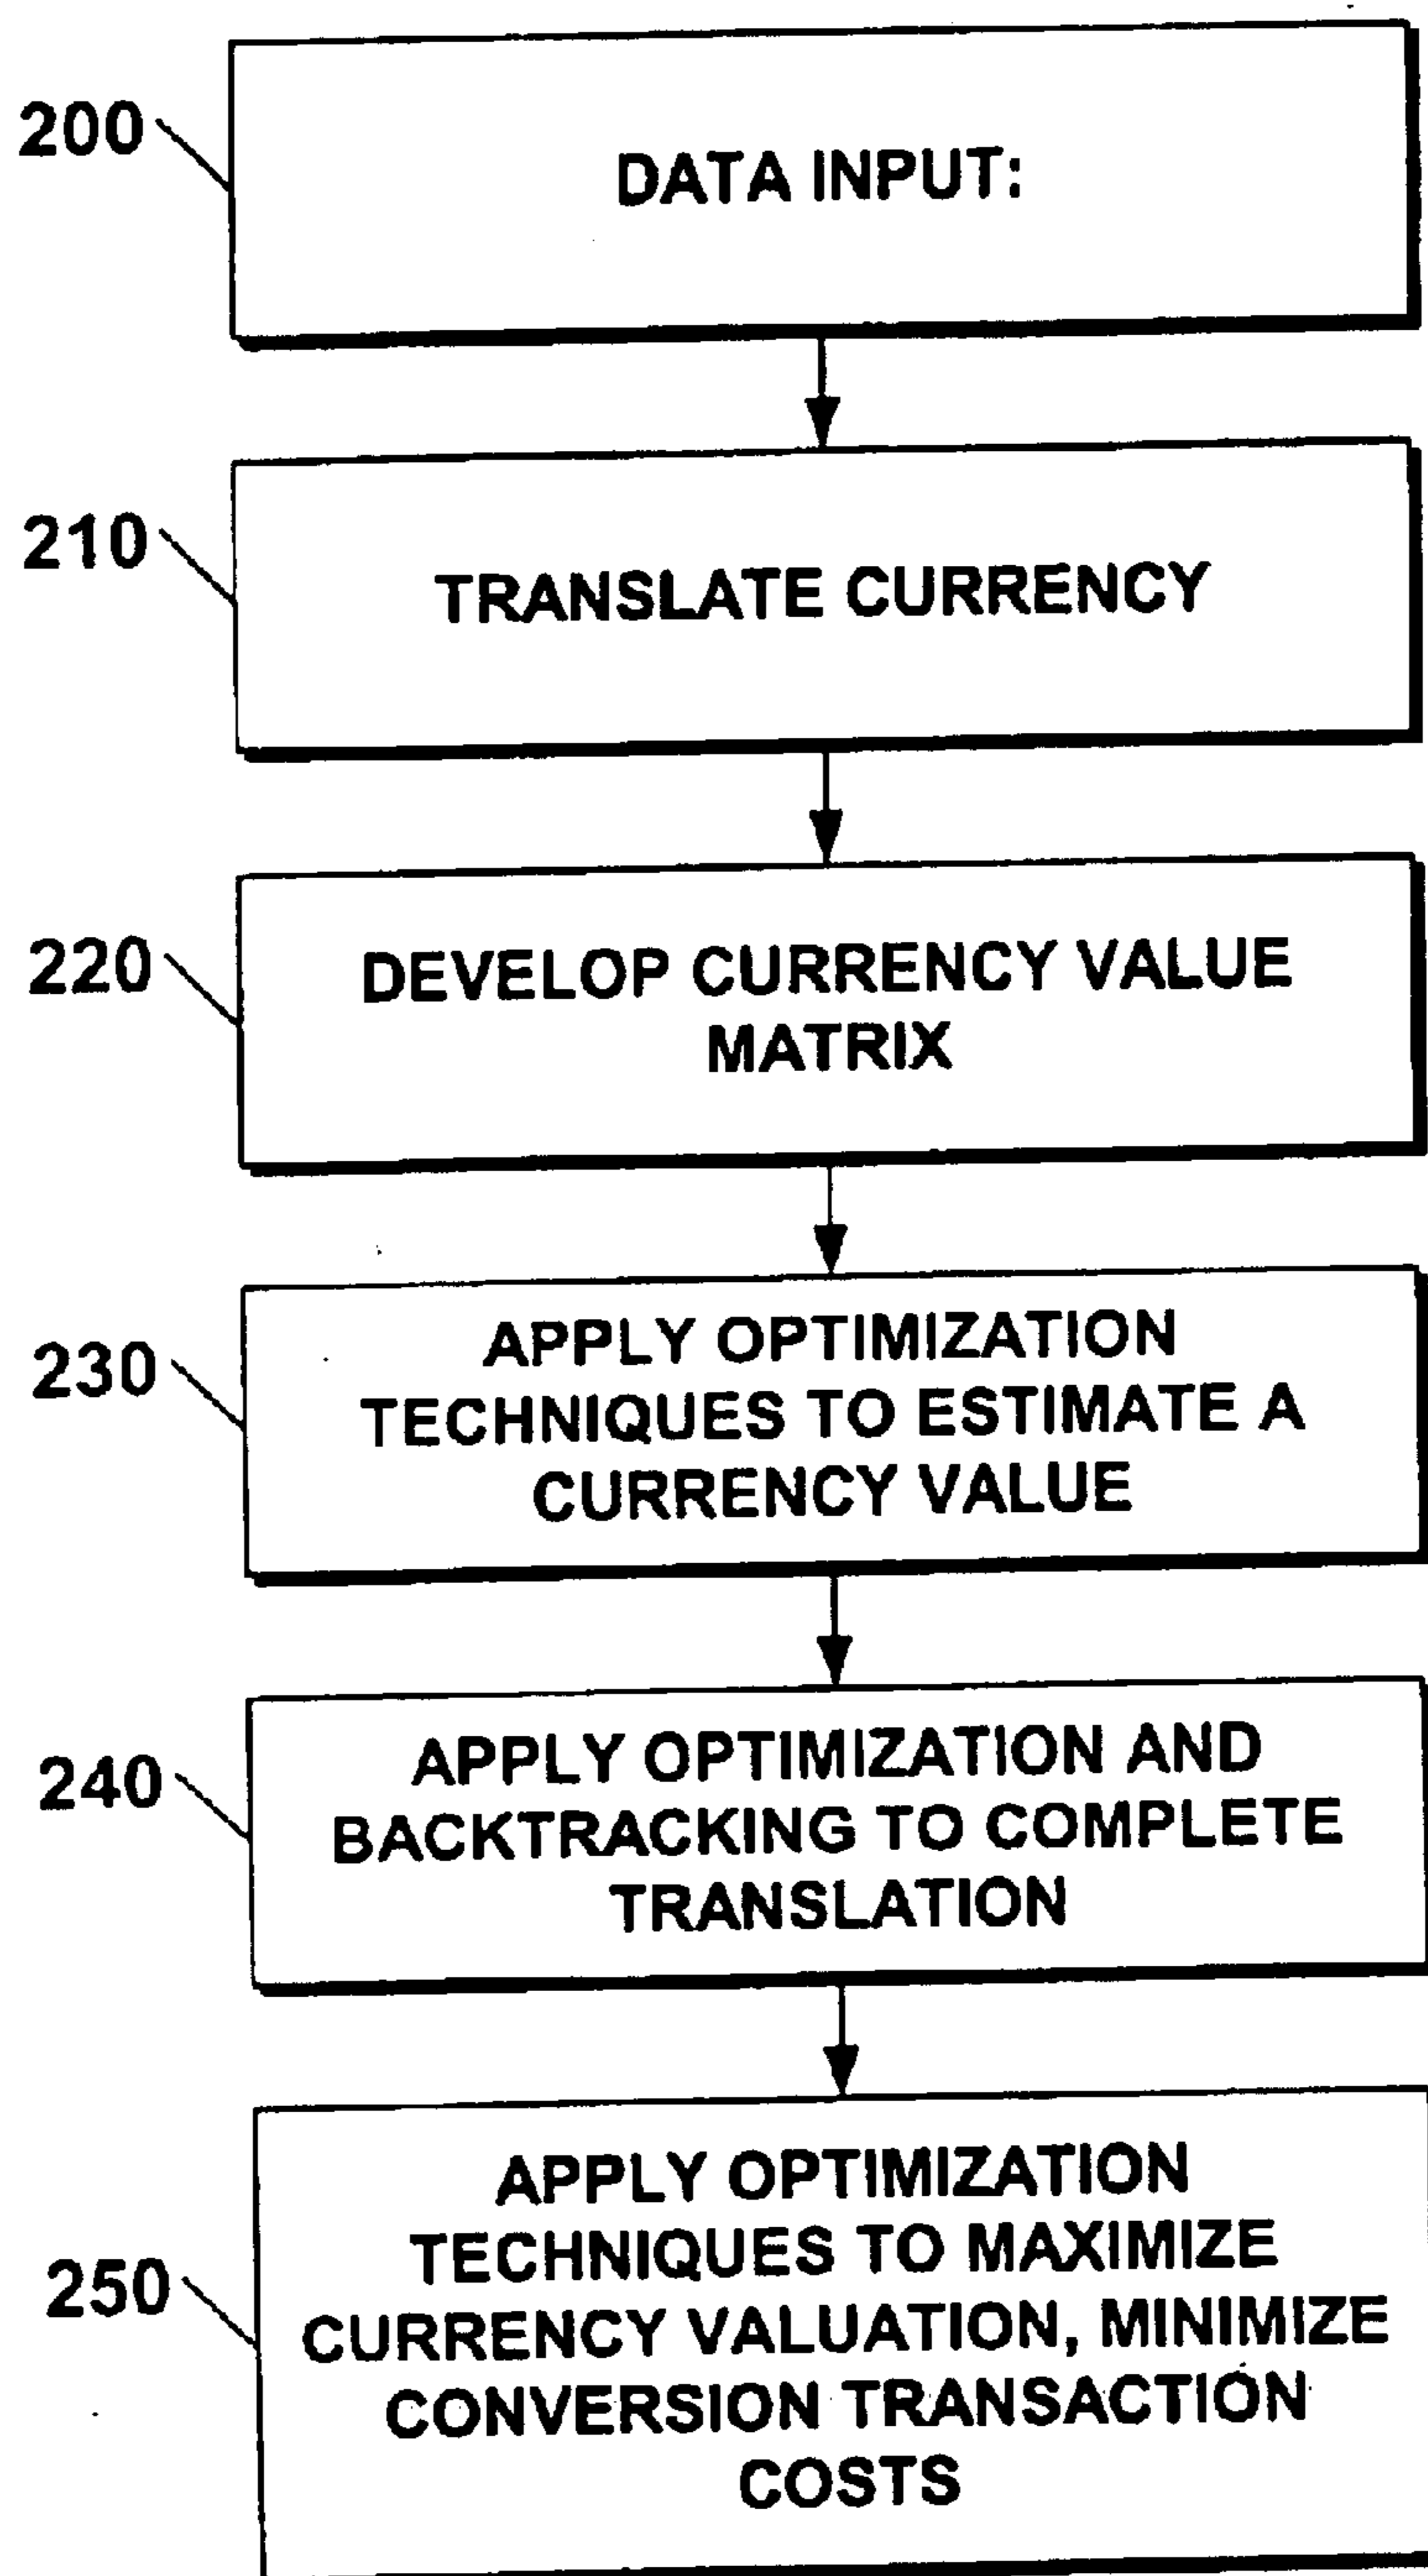 200
DATA INPUT:
210
TRANSLATE CURRENCY
220
DEVELOP CURRENCY VALUE
MATRIX
230
APPLY OPTIMIZATION
TECHNIQUES TO ESTIMATE A
CURRENCY VALUE
240
APPLY OPTIMIZATION AND
BACKTRACKING TO COMPLETE
TRANSLATION
250
APPLY OPTIMIZATION
TECHNIQUES TO MAXIMIZE
CURRENCY VALUATION, MINIMIZE
CONVERSION TRANSACTION
COSTS